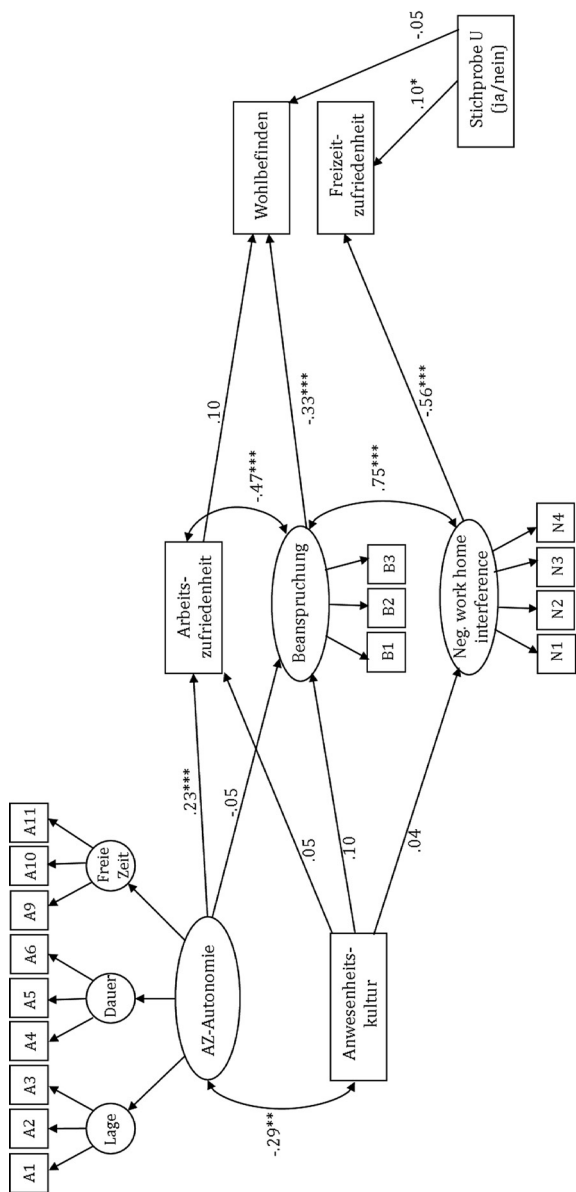 A1
A2
A3
A4
A5
A6
A9
A10
A11
Lage
Dauer
Freie
Zeit
AZ-Autonomie
-.29**
Anwesenheits-
kultur
.23***
-.05
.05
.10
.04
Arbeits-
zufriedenheit
-.47***
Beanspruchung
B1
B2
B3
.75***
Neg. work home
interference
N1
N2
N3
N4
.10
-.33***
-.56***
Wohlbefinden
Freizeit-
zufriedenheit
-.05
.10*
Stichprobe U
(ja/nein)